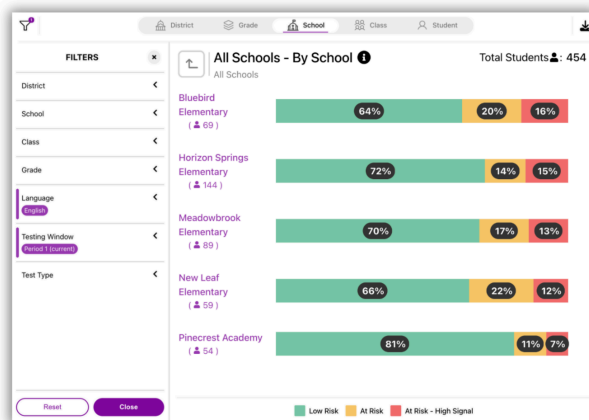 District
Grade
School
Class
Student
FILTERS
×
District
School
Class
Grade
Language
English
Testing Window
Period 1 (current)
Test Type
Reset
Close
All Schools - By School
Total Students: 454
All Schools
Bluebird
Elementary
( 69 )
64% 20% 16%
Horizon Springs
Elementary
( 144 )
72% 14% 15%
Meadowbrook
Elementary
( 89 )
70% 17% 13%
New Leaf
Elementary
( 59 )
66% 22% 12%
Pinecrest Academy
( 54 )
81% 11% 7%
Low Risk
At Risk
At Risk - High Signal